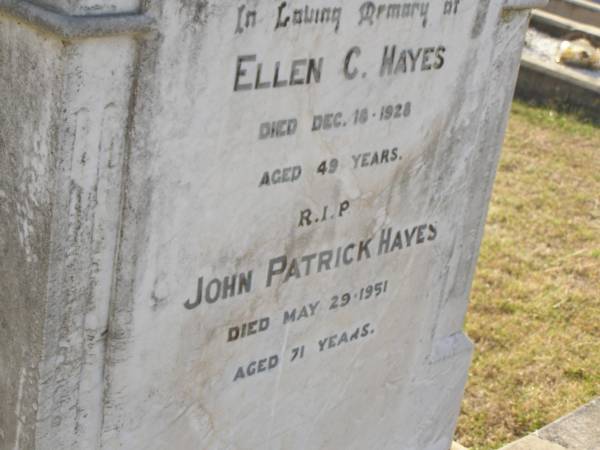 In Loving Memory of
ELLEN C. HAYES
DIED DEC. 18·1928
AGED 49 YEARS.
R.I.P
JOHN PATRICK HAYES
DIED MAY 29·1951
AGED 71 YEARS.